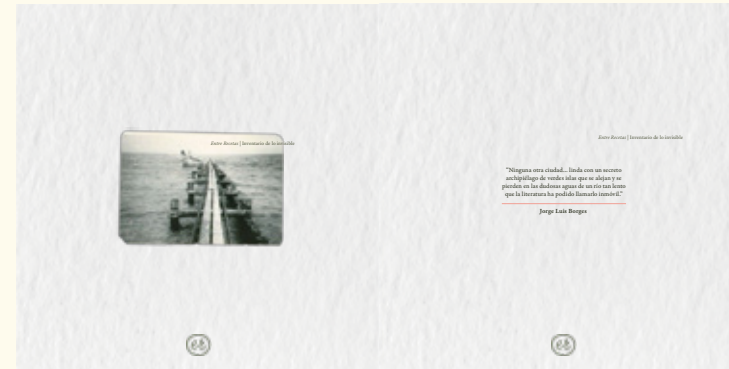 Entre Recetas | Inventario de lo invisible
Entre Recetas | Inventario de lo invisible
"Ninguna otra ciudad... linda con un secreto
archipiélago de verdes islas que se alejan y se
pierden en las dudosas aguas de un río tan lento
que la literatura ha podido llamarlo inmóvil."
Jorge Luis Borges